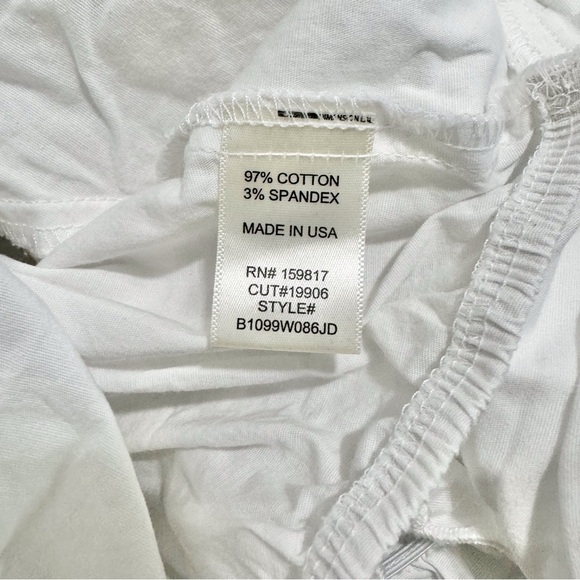 97% COTTON
3% SPANDEX
MADE IN USA
RN# 159817
CUT#19906
STYLE#
B1099W086JD